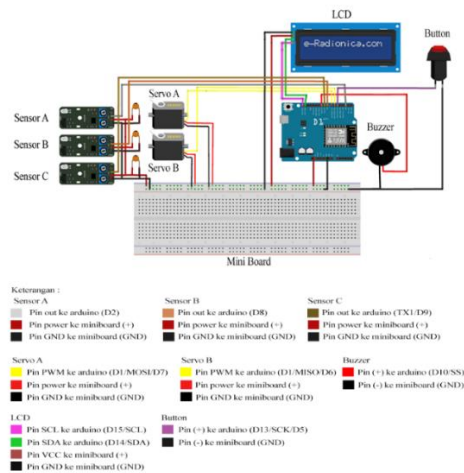 LCD
Button
e-Radionica.com
Servo A
Sensor A
D1
Sensor B
Buzzer
Servo B
Sensor C
Mini Board
Keterangan :
Sensor A Sensor B Sensor C
Pin out ke arduino (D2) Pin out ke arduino (D8) Pin out ke arduino (TX1/D9)
Pin power ke miniboard (+) Pin power ke miniboard (+) Pin power ke miniboard (+)
Pin GND ke miniboard (GND) Pin GND ke miniboard (GND) Pin GND ke miniboard (GND)
Servo A Servo B Buzzer
Pin PWM ke arduino (D1/MOSI/D7) Pin PWM ke arduino (D1/MISO/D6) Pin (+) ke arduino (D10/SS)
Pin power ke miniboard (+) Pin power ke miniboard (+) Pin (-) ke miniboard (GND)
Pin GND ke miniboard (GND) Pin GND ke miniboard (GND)
LCD Button
Pin SCL ke arduino (D15/SCL) Pin (+) ke arduino (D13/SCK/D5)
Pin SDA ke arduino (D14/SDA) Pin (-) ke miniboard (GND)
Pin VCC ke miniboard (+)
Pin GND ke miniboard (GND)